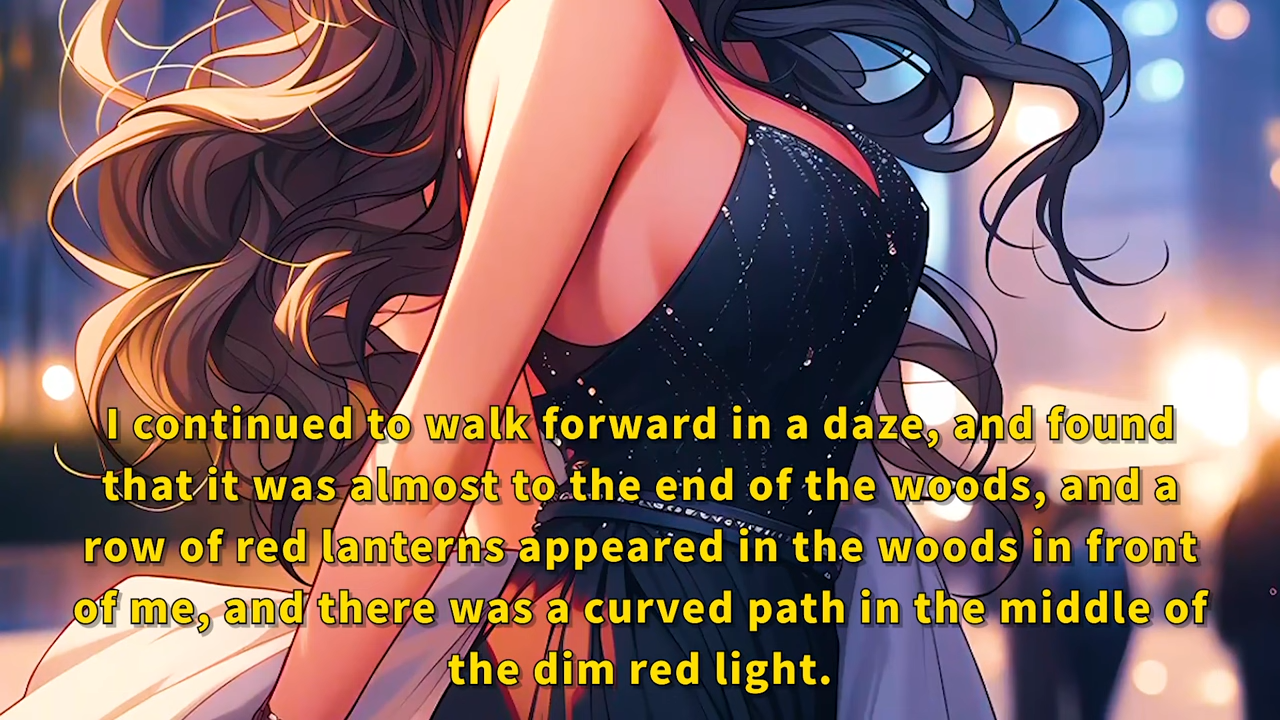 I continued to walk forward in a daze, and found
that it was almost to the end of the woods, and a
row of red lanterns appeared in the woods in front
of me, and there was a curved path in the middle of
the dim red light.